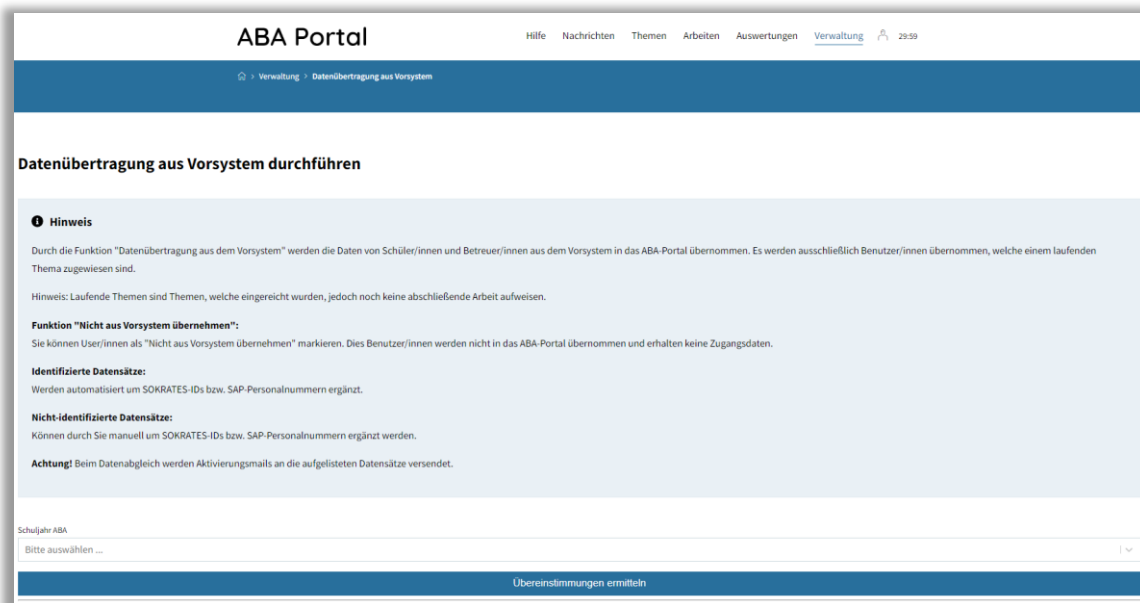 ABA Portal
Hilfe Nachrichten Themen Arbeiten Auswertungen Verwaltung 29:59
> Verwaltung > Datenübertragung aus Vorsystem
Datenübertragung aus Vorsystem durchführen
Hinweis
Durch die Funktion "Datenübertragung aus dem Vorsystem" werden die Daten von Schüler/innen und Betreuer/innen aus dem Vorsystem in das ABA-Portal übernommen. Es werden ausschließlich Benutzer/innen übernommen, welche einem laufenden
Thema zugewiesen sind.
Hinweis: Laufende Themen sind Themen, welche eingereicht wurden, jedoch noch keine abschließende Arbeit aufweisen.
Funktion "Nicht aus Vorsystem übernehmen":
Sie können User/innen als "Nicht aus Vorsystem übernehmen" markieren. Dies Benutzer/innen werden nicht in das ABA-Portal übernommen und erhalten keine Zugangsdaten.
Identifizierte Datensätze:
Werden automatisiert um SOKRATES-IDs bzw. SAP-Personalnummern ergänzt.
Nicht-identifizierte Datensätze:
Können durch Sie manuell um SOKRATES-IDs bzw. SAP-Personalnummern ergänzt werden.
Achtung! Beim Datenabgleich werden Aktivierungsmails an die aufgelisteten Datensätze versendet.
Schuljahr ABA
Bitte auswählen ...
Übereinstimmungen ermitteln